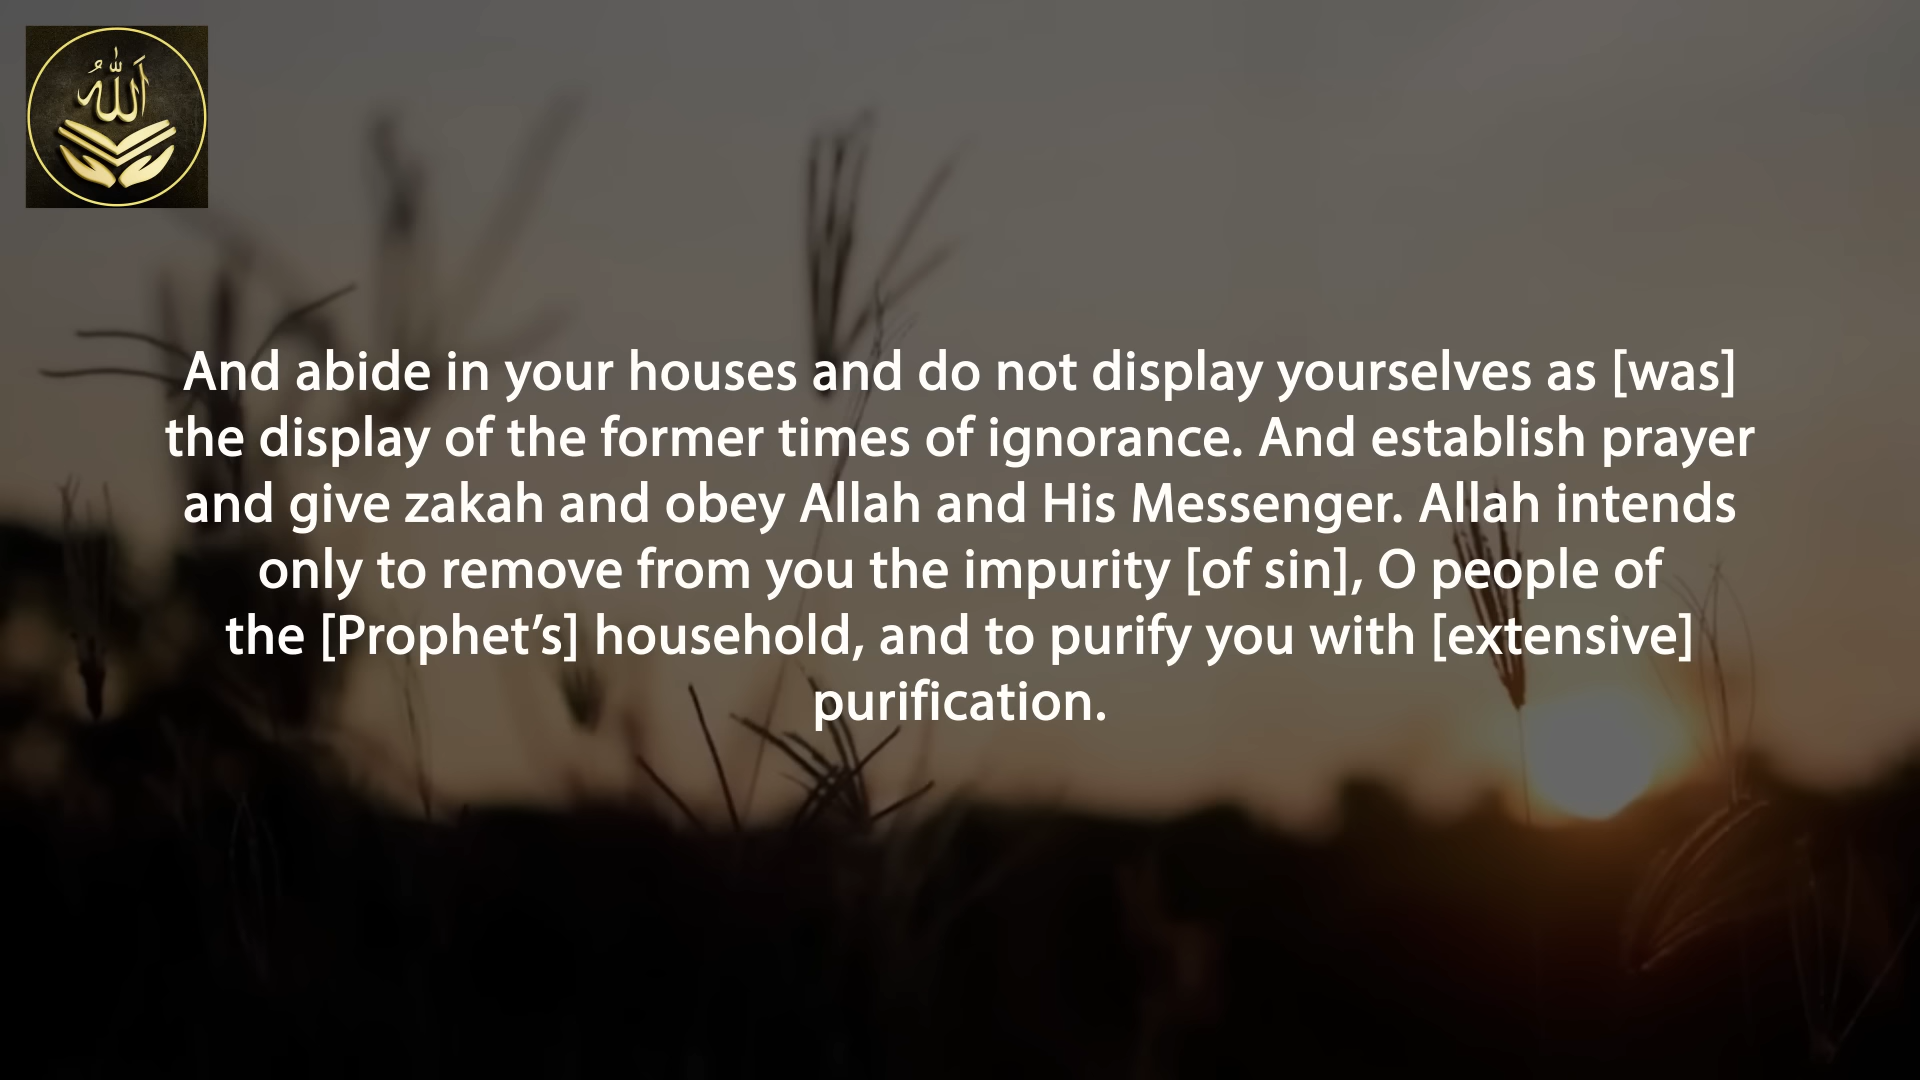 اَللّٰهُ
And abide in your houses and do not display yourselves as [was]
the display of the former times of ignorance. And establish prayer
and give zakah and obey Allah and His Messenger. Allah intends
only to remove from you the impurity [of sin], O people of
the [Prophet’s] household, and to purify you with [extensive]
purification.